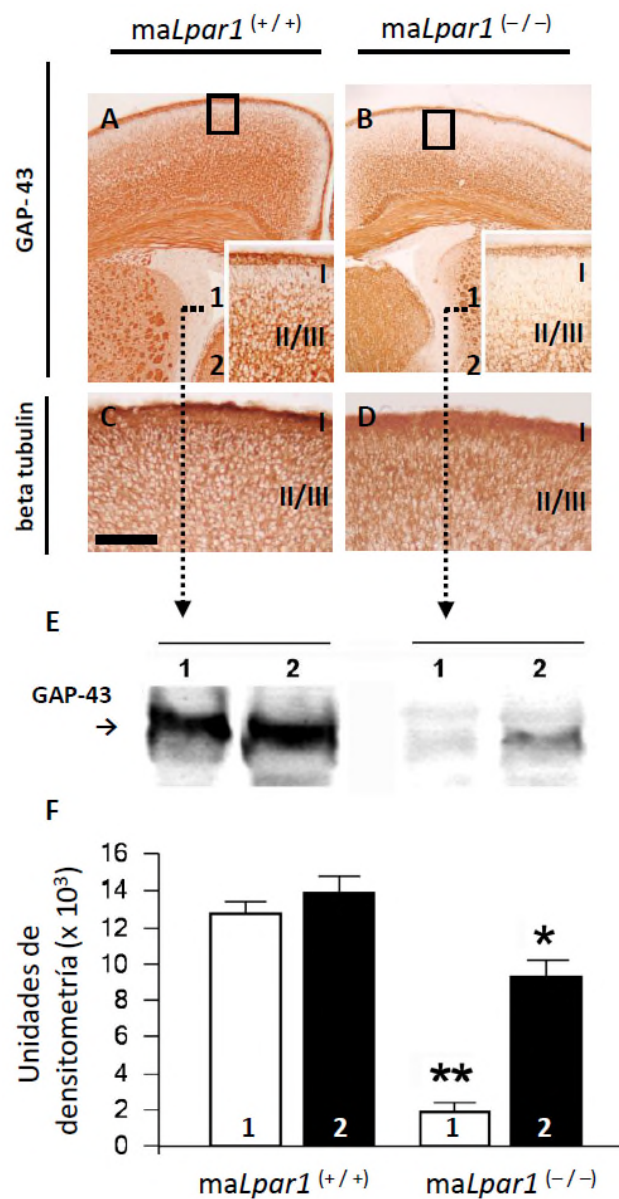 maLpar1 (+ / +)
maLpar1 (− / −)
GAP- 43
A
B
1
2
I
II/III
1
2
I
II/III
beta tubulin
C
I
II/III
D
I
II/III
E
1 2
1 2
GAP-43
→
F
Unidades de densitometría (x 10³)
16
14
12
10
8
6
4
2
0
**
*
1
2
1
2
maLpar1 (+ / +)
maLpar1 (− / −)